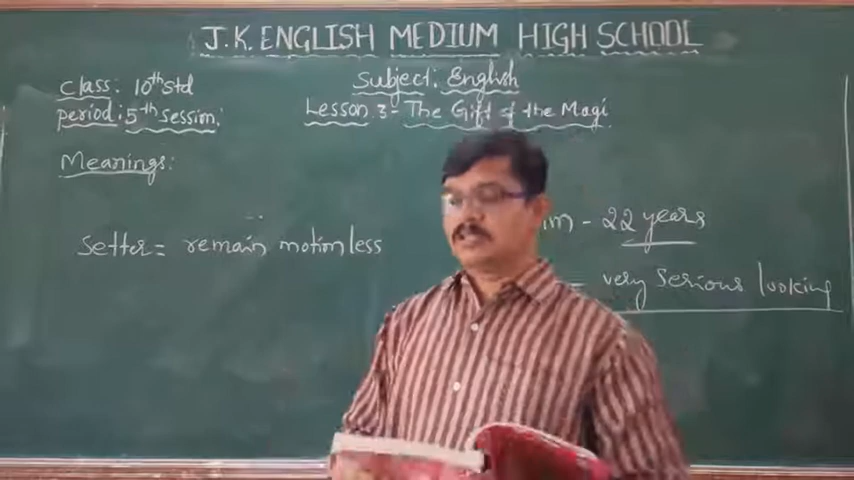 J.K. ENGLISH MEDIUM HIGH SCHOOL
Class: 10th std
Subject: English
Period: 5th Session:
Lesson 3 - The Gift of the Magi
Meanings:
- 22 years
Setter = remain motionless
very serious looking